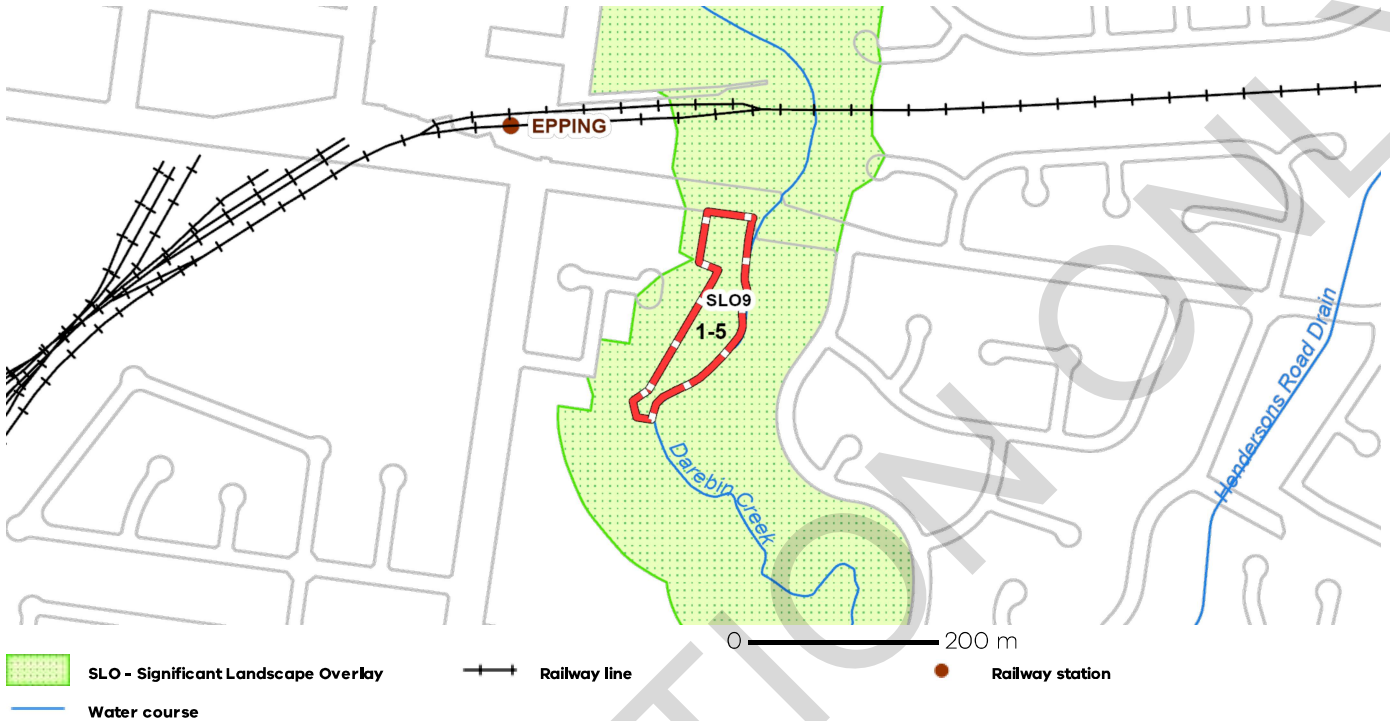 EPPING
SLO9
1-5
Darebin Creek
Hendersons Road Drain
0 200 m
SLO - Significant Landscape Overlay
Railway line
Railway station
Water course
TION ONL